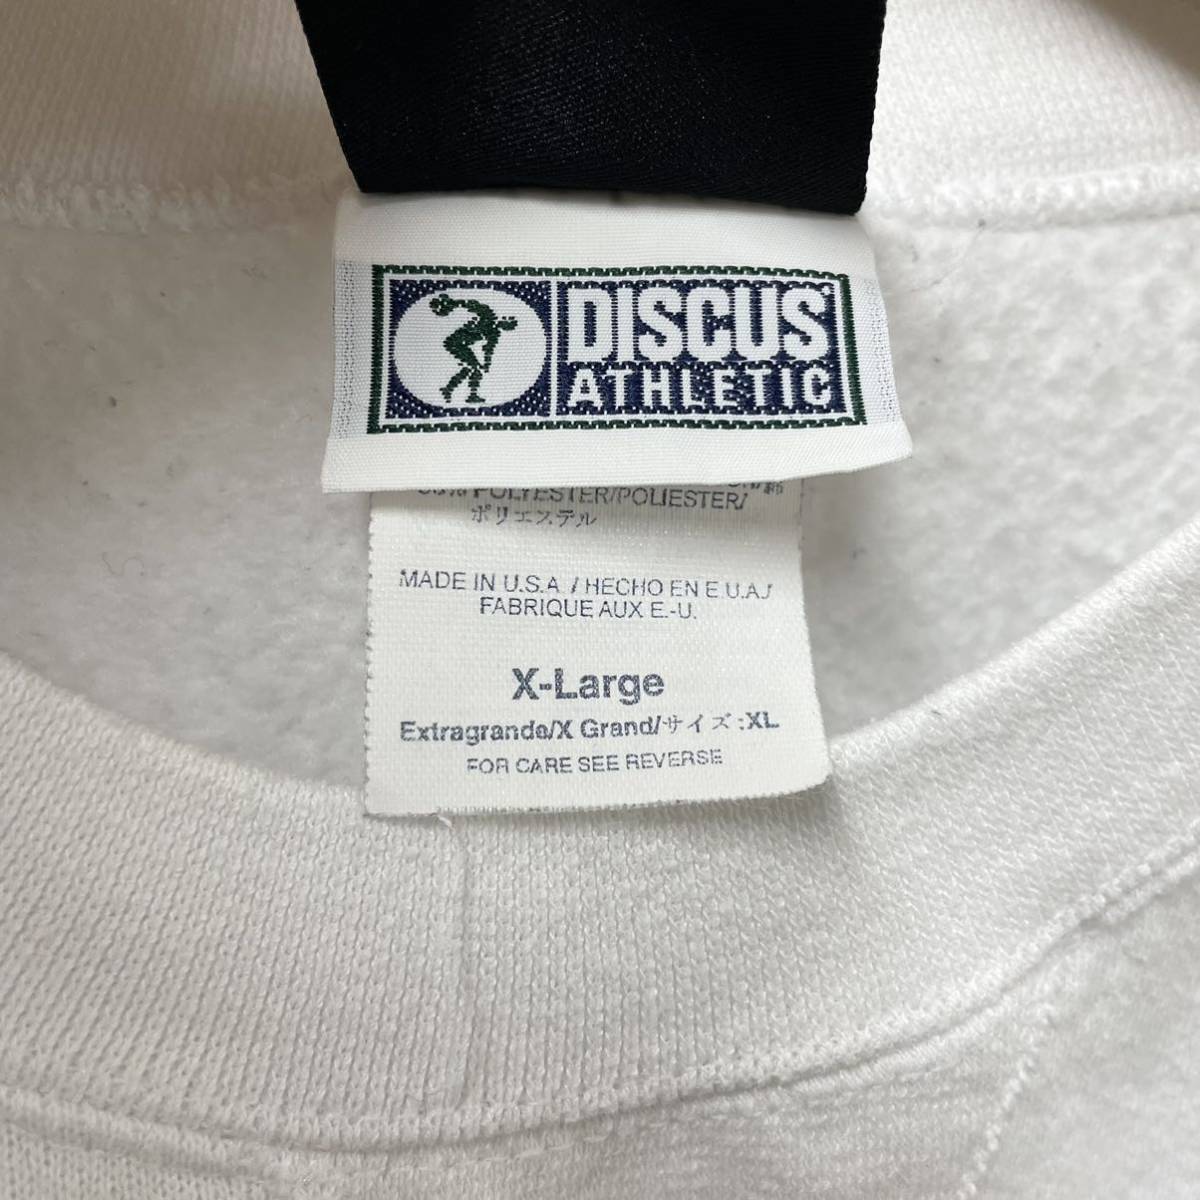 DISCUS
ATHLETIC
POLYESTER/POLIESTER/
ポリエステル
MADE IN U.S.A. / HECHO EN E.U.A./
FABRIQUE AUX E.-U.
X-Large
Extragrande/X Grand/サイズ:XL
FOR CARE SEE REVERSE